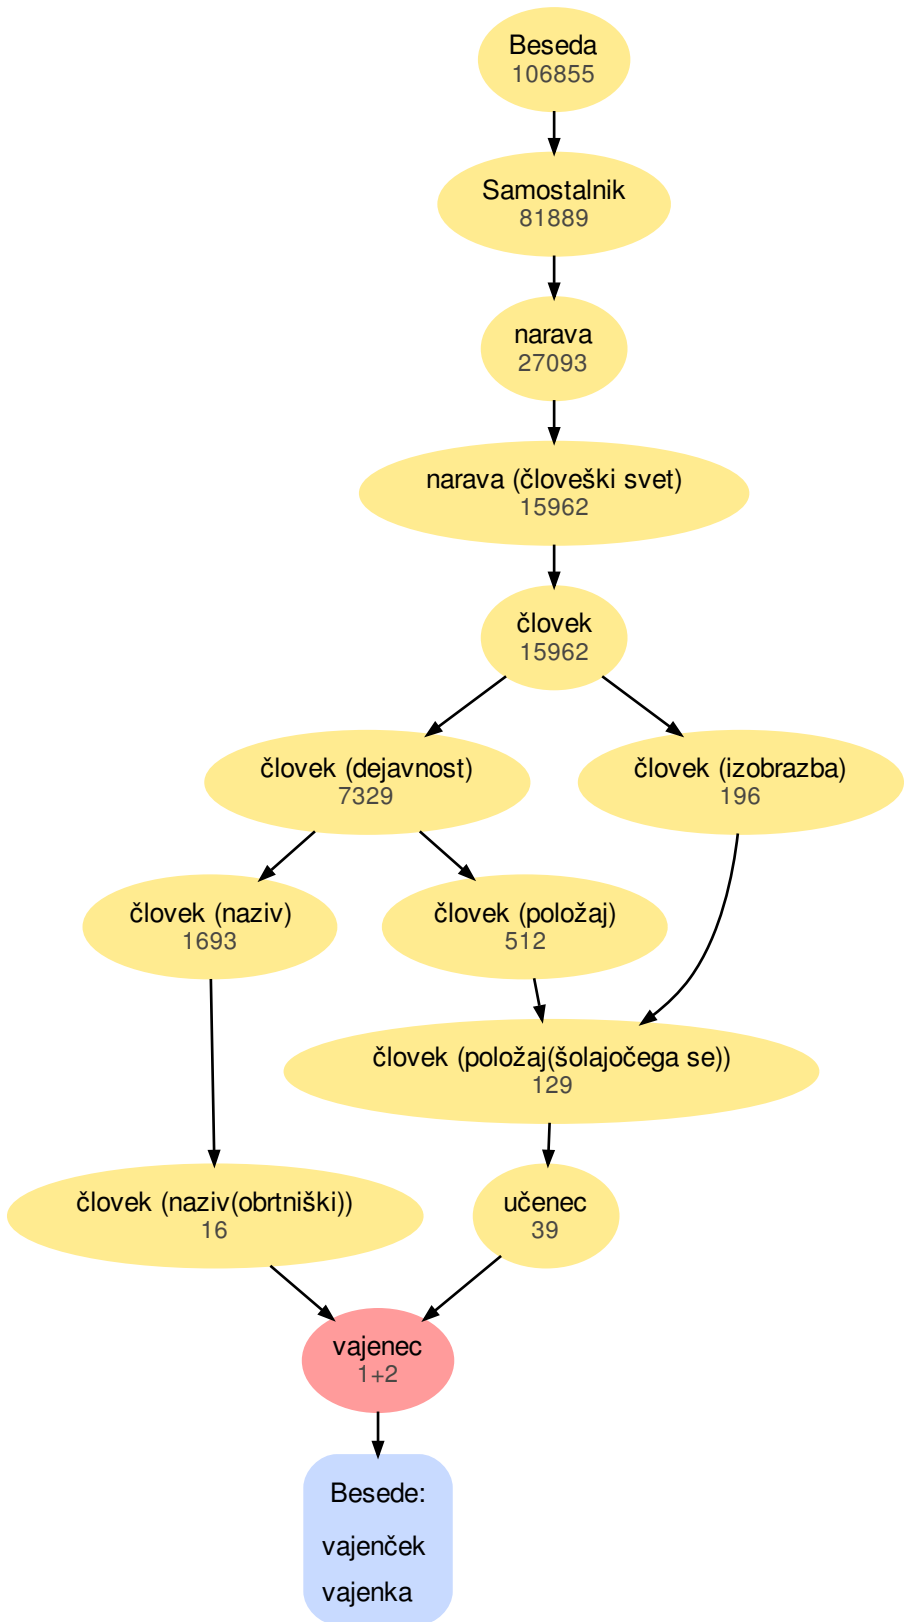 Beseda
106855
Samostalnik
81889
narava
27093
narava (človeški svet)
15962
človek
15962
človek (dejavnost)
7329
človek (izobrazba)
196
človek (naziv)
1693
človek (položaj)
512
človek (položaj(šolajočega se))
129
človek (naziv(obrtniški))
16
učenec
39
vajenec
1+2
Besede:
vajenček
vajenka